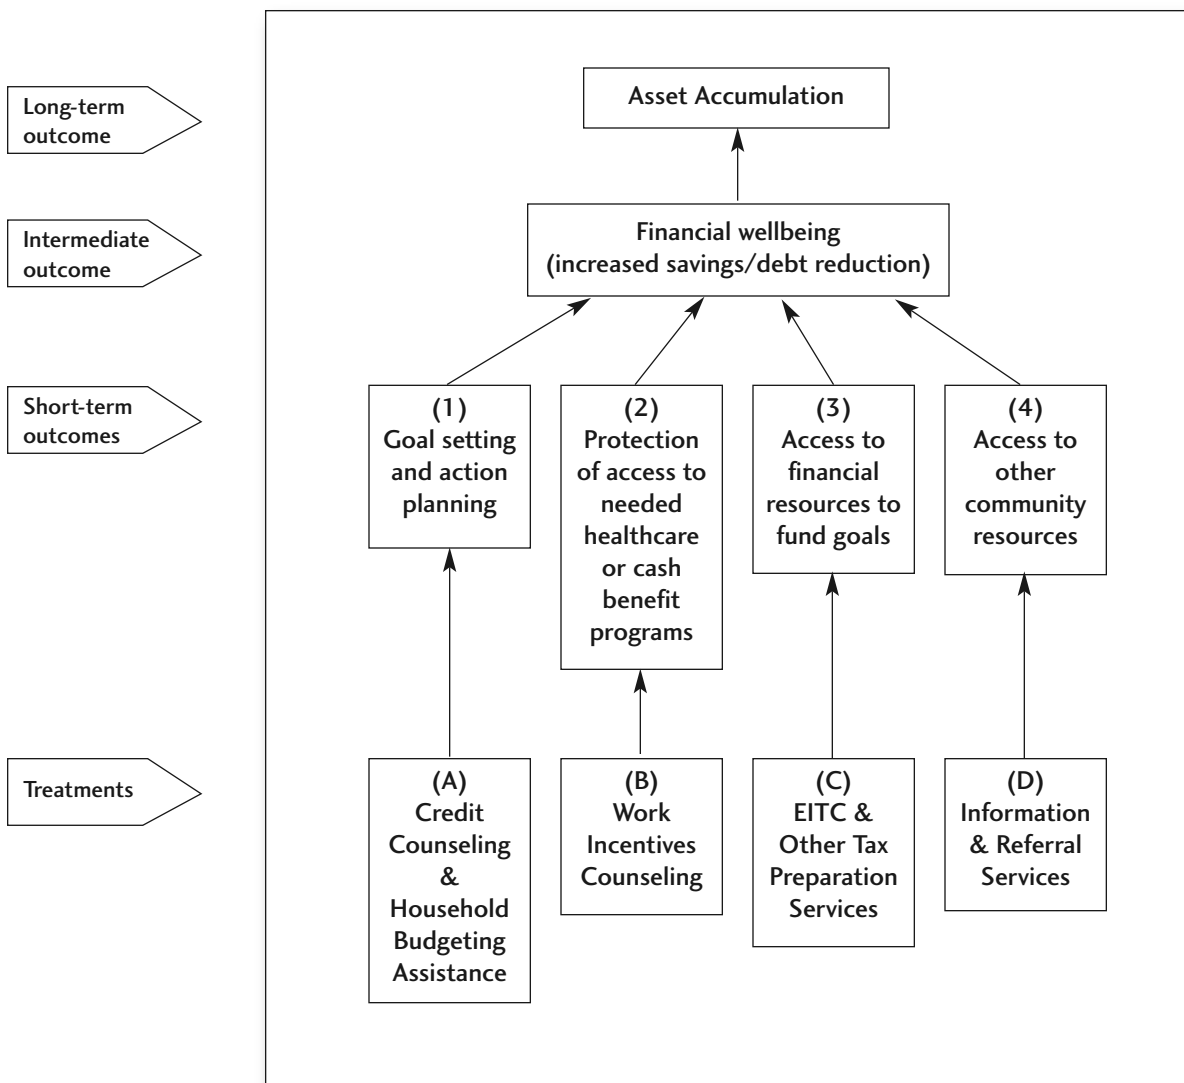 Long-term
outcome
Asset Accumulation
Intermediate
outcome
Financial wellbeing
(increased savings/debt reduction)
Short-term
outcomes
(1)
Goal setting
and action
planning
(2)
Protection
of access to
needed
healthcare
or cash
benefit
programs
(3)
Access to
financial
resources to
fund goals
(4)
Access to
other
community
resources
Treatments
(A)
Credit
Counseling
&
Household
Budgeting
Assistance
(B)
Work
Incentives
Counseling
(C)
EITC &
Other Tax
Preparation
Services
(D)
Information
& Referral
Services